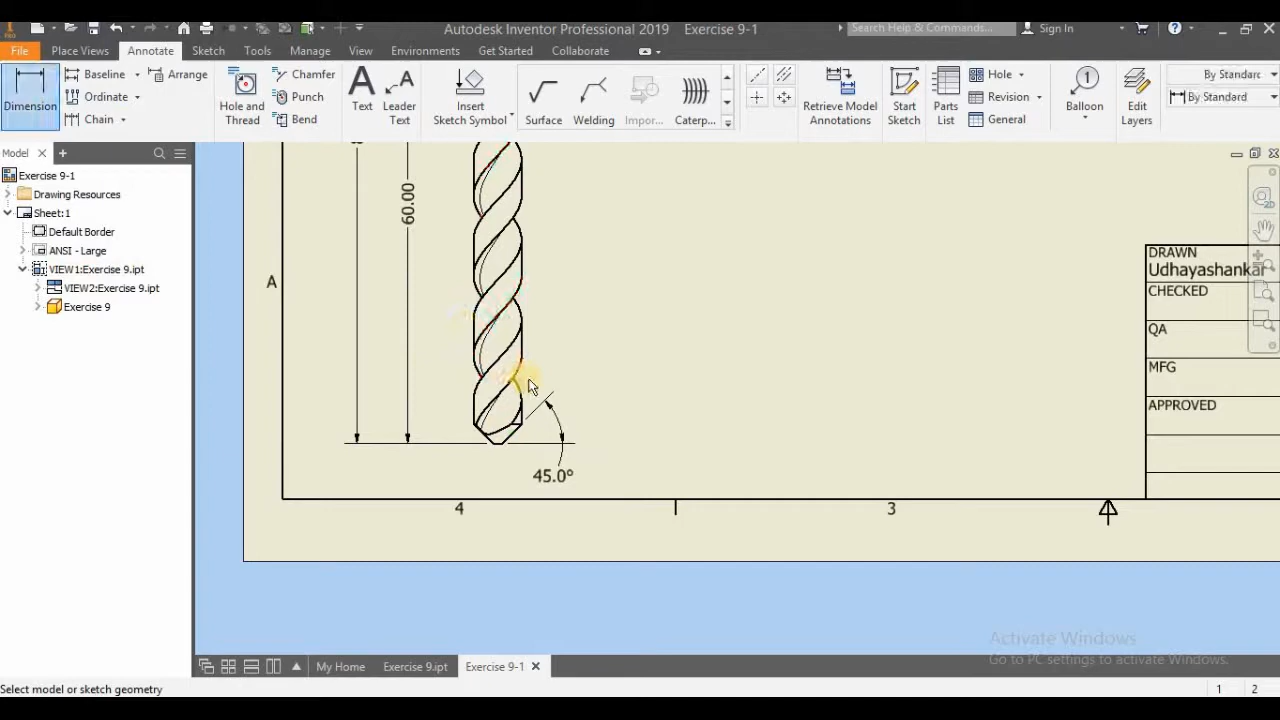 Autodesk Inventor Professional 2019 Exercise 9-1
Search Help & Commands...
Sign In
PRO
File
Place Views
Annotate
Sketch
Tools
Manage
View
Environments
Get Started
Collaborate
Dimension
Baseline
Ordinate
Chain
Arrange
Hole and
Thread
Chamfer
Punch
Bend
Text
Leader
Text
Insert
Sketch Symbol
Surface
Welding
Impor...
Caterp...
Retrieve Model
Annotations
Start
Sketch
Parts
List
Hole
Revision
General
Balloon
Edit
Layers
By Standard
By Standard
Model
Exercise 9-1
Drawing Resources
Sheet:1
Default Border
ANSI - Large
VIEW1:Exercise 9.ipt
VIEW2:Exercise 9.ipt
Exercise 9
60.00
45.0°
A
4
3
DRAWN
Udhayashankar
CHECKED
QA
MFG
APPROVED
2D
Activate Windows
Go to PC settings to activate Windows.
My Home
Exercise 9.ipt
Exercise 9-1
Select model or sketch geometry
1
2